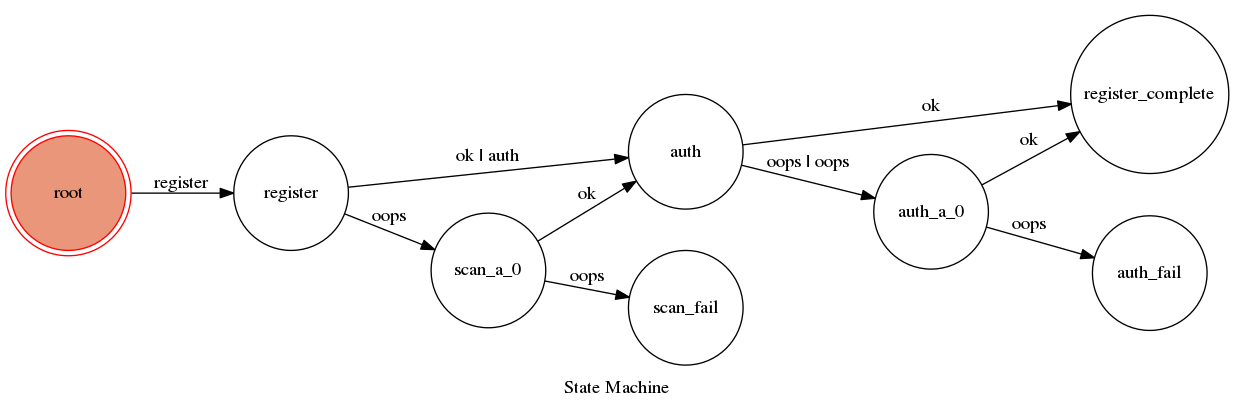 root
register
register
ok | auth
oops
scan_a_0
ok
oops
auth
scan_fail
ok
oops | oops
auth_a_0
ok
oops
register_complete
auth_fail
State Machine